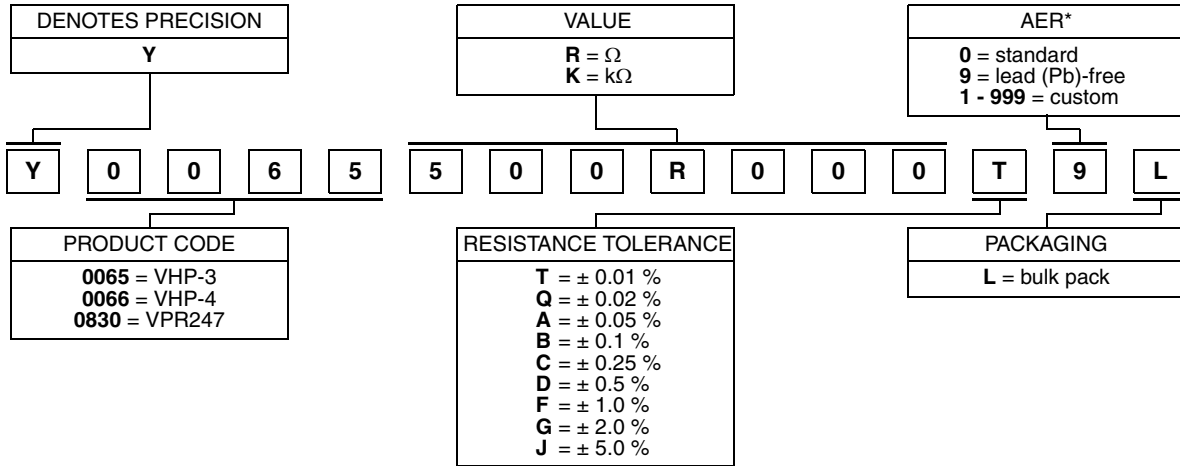 DENOTES PRECISION
Y
VALUE
R = Ω
K = kΩ
AER*
0 = standard
9 = lead (Pb)-free
1 - 999 = custom
Y 0 0 6 5 5 0 0 R 0 0 0 T 9 L
PRODUCT CODE
0065 = VHP-3
0066 = VHP-4
0830 = VPR247
RESISTANCE TOLERANCE
T = ± 0.01 %
Q = ± 0.02 %
A = ± 0.05 %
B = ± 0.1 %
C = ± 0.25 %
D = ± 0.5 %
F = ± 1.0 %
G = ± 2.0 %
J = ± 5.0 %
PACKAGING
L = bulk pack